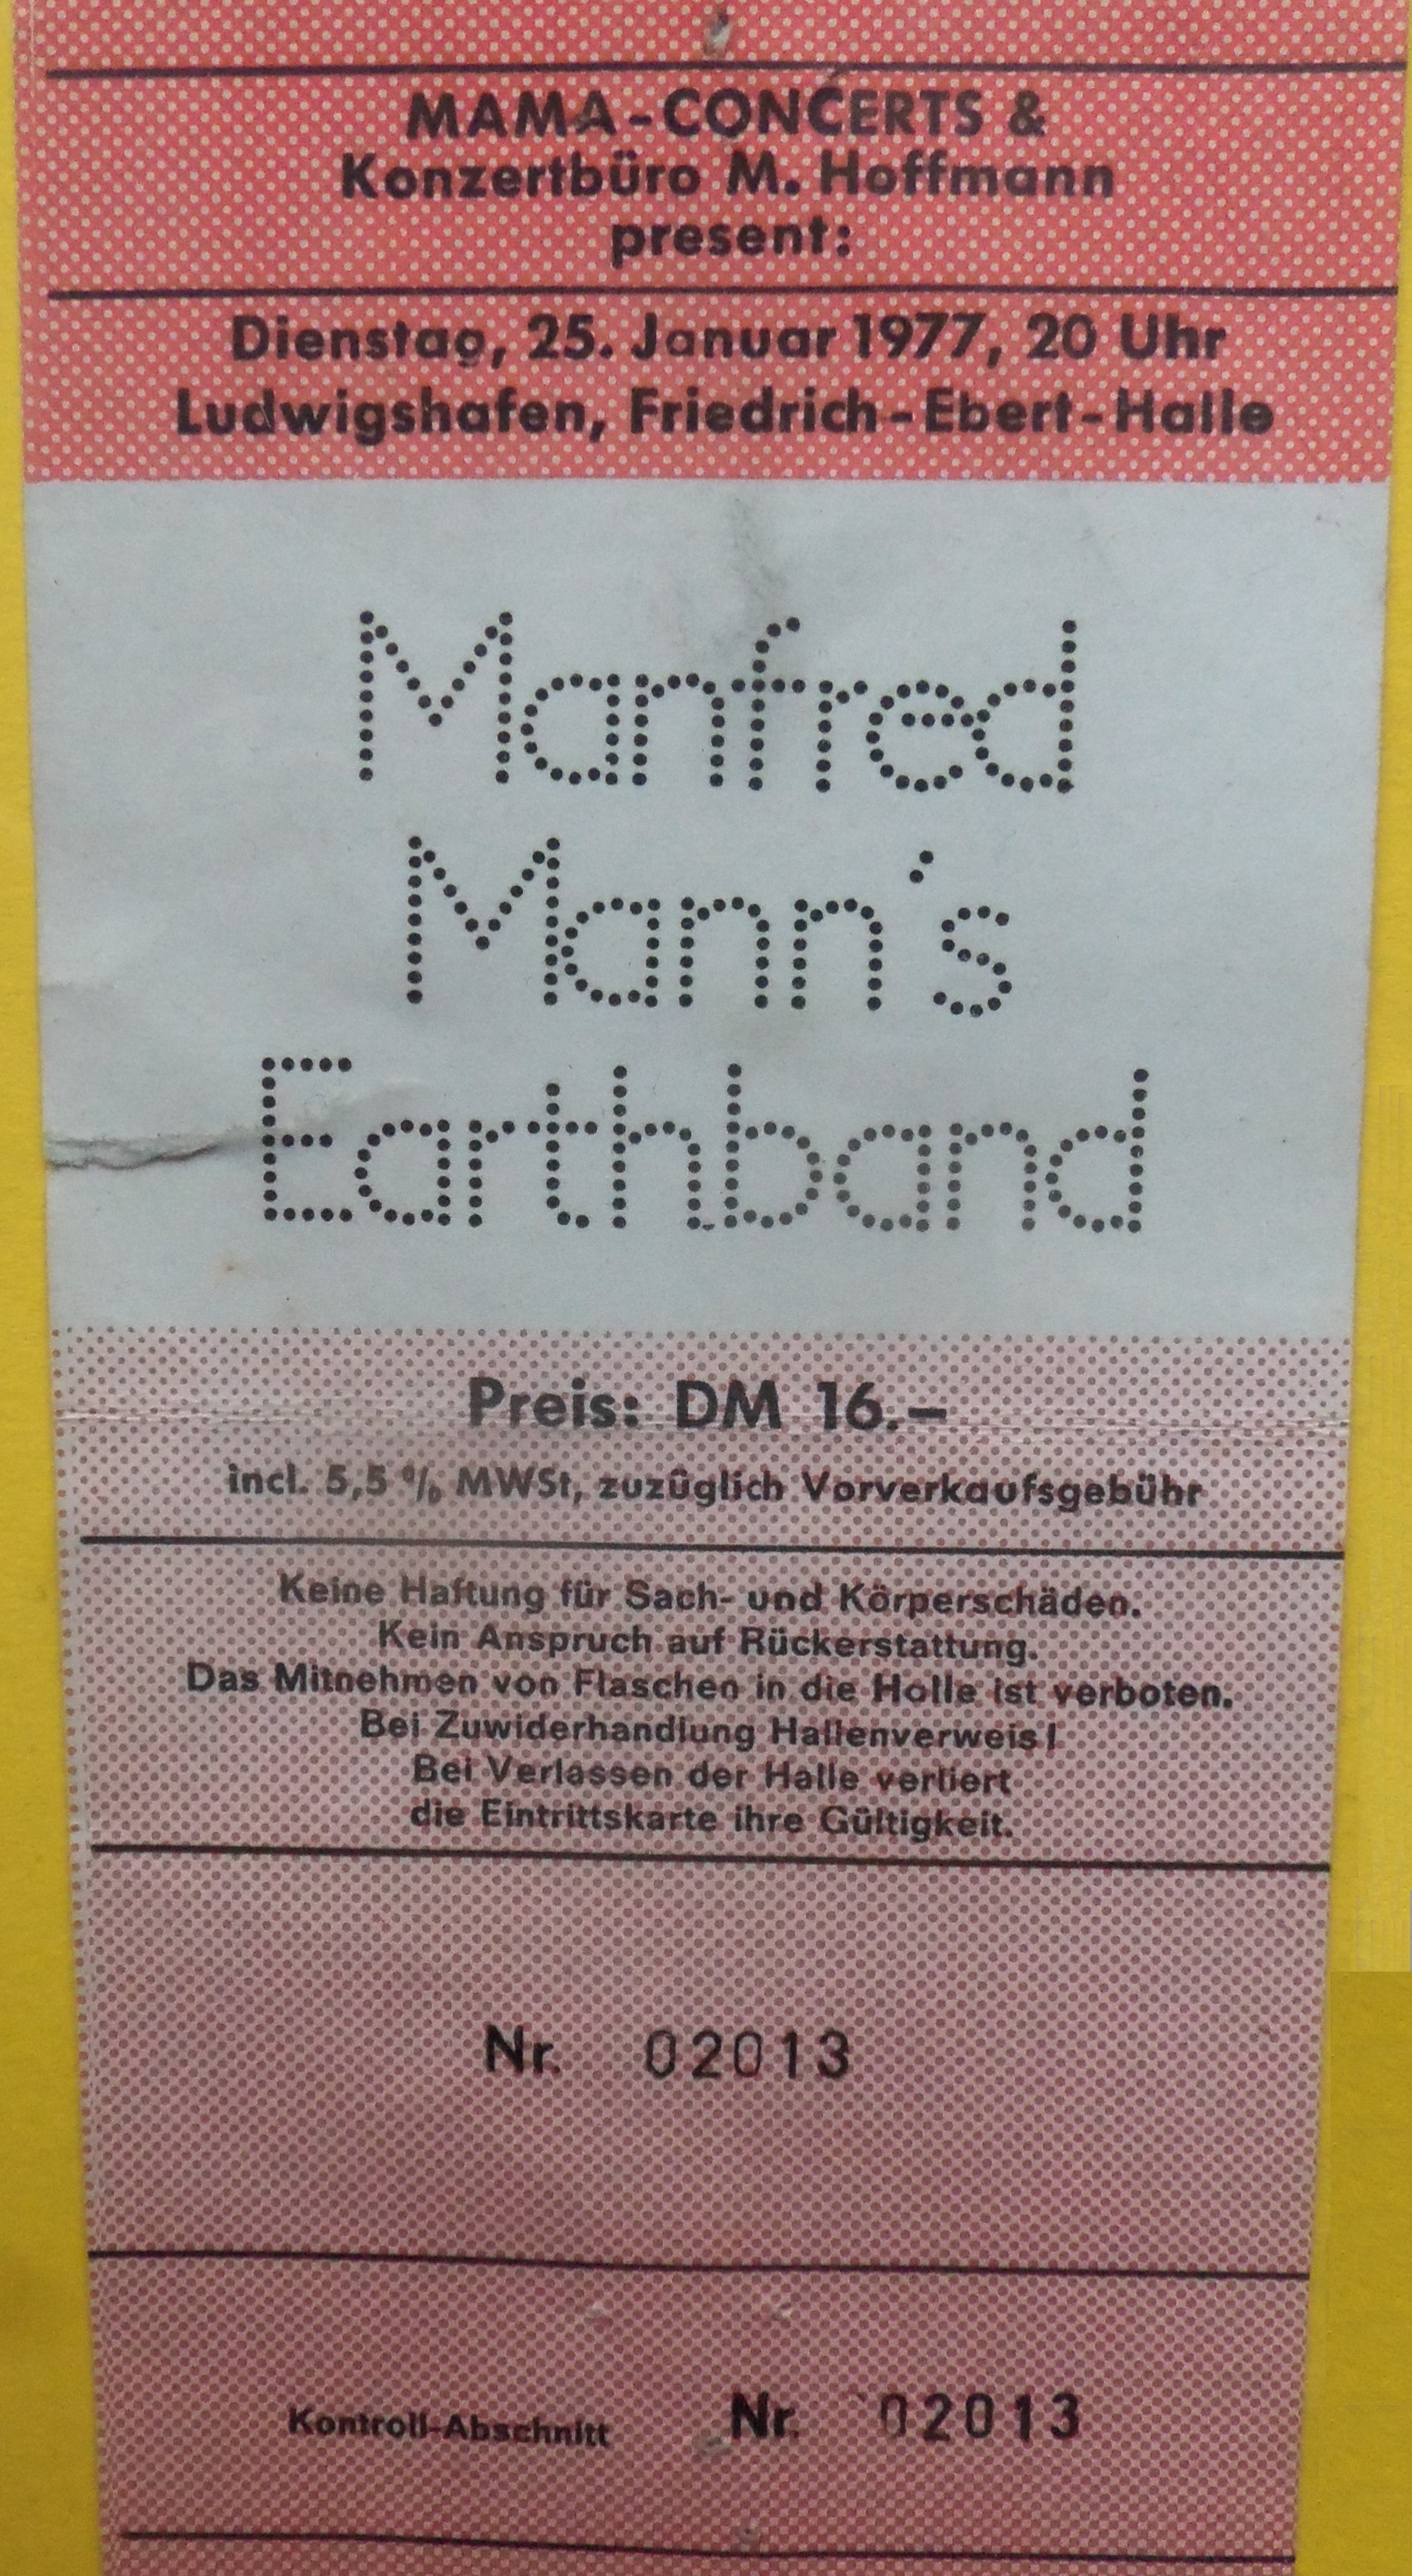 MAMA-CONCERTS &
Konzertbüro M. Hoffmann
present:
Dienstag, 25. Januar 1977, 20 Uhr
Ludwigshafen, Friedrich-Ebert-Halle
Manfred
Mann's
Earthband
Preis: DM 16.–
incl. 5,5 % MWSt, zuzüglich Vorverkaufsgebühr
Keine Haftung für Sach- und Körperschäden.
Kein Anspruch auf Rückerstattung.
Das Mitnehmen von Flaschen in die Halle ist verboten.
Bei Zuwiderhandlung Hallenverweis!
Bei Verlassen der Halle verliert
die Eintrittskarte ihre Gültigkeit.
Nr. 02013
Kontroll-Abschnitt Nr. 02013